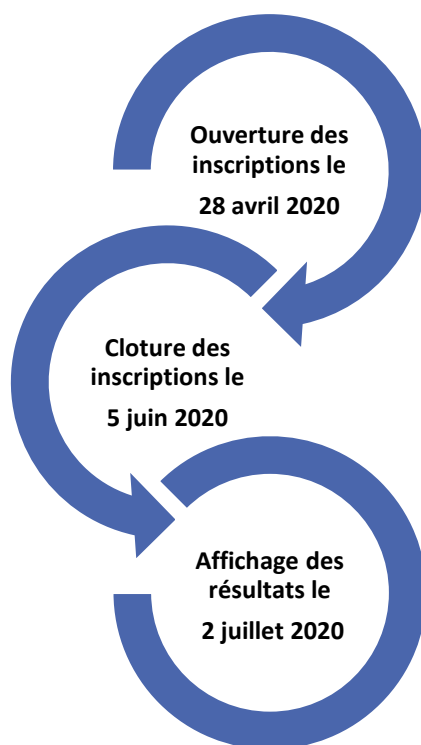 Ouverture des
inscriptions le
28 avril 2020
Cloture des
inscriptions le
5 juin 2020
Affichage des
résultats le
2 juillet 2020